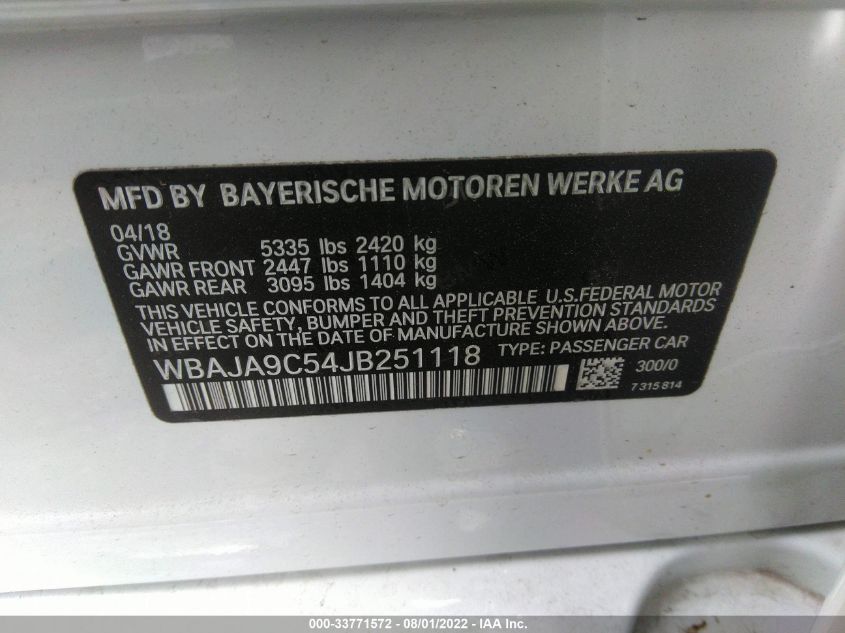 MFD BY BAYERISCHE MOTOREN WERKE AG
04/18
GVWR 5335 lbs 2420 kg
GAWR FRONT 2447 lbs 1110 kg
GAWR REAR 3095 lbs 1404 kg
THIS VEHICLE CONFORMS TO ALL APPLICABLE U.S.FEDERAL MOTOR
VEHICLE SAFETY, BUMPER AND THEFT PREVENTION STANDARDS
IN EFFECT ON THE DATE OF MANUFACTURE SHOWN ABOVE.
WBAJA9C54JB251118 TYPE: PASSENGER CAR
300/0
7315814
000-33771572 - 08/01/2022 - IAA Inc.